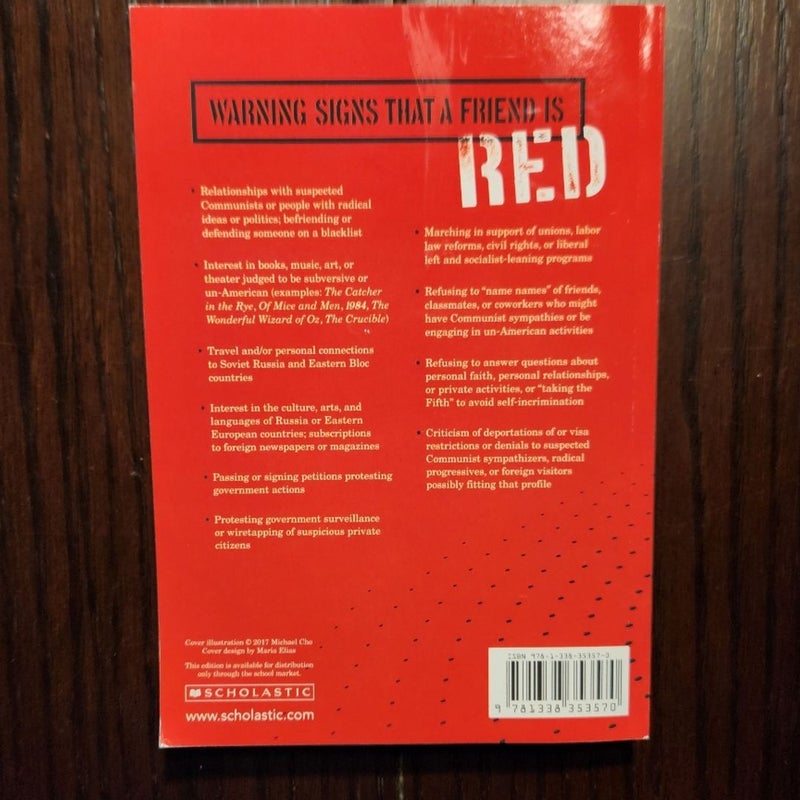 WARNING SIGNS THAT A FRIEND IS
RED
• Relationships with suspected
Communists or people with radical
ideas or politics; befriending or
defending someone on a blacklist
• Interest in books, music, art, or
theater judged to be subversive or
un-American (examples: The Catcher
in the Rye, Of Mice and Men, 1984, The
Wonderful Wizard of Oz, The Crucible)
• Travel and/or personal connections
to Soviet Russia and Eastern Bloc
countries
• Interest in the culture, arts, and
languages of Russia or Eastern
European countries; subscriptions
to foreign newspapers or magazines
• Passing or signing petitions protesting
government actions
• Protesting government surveillance
or wiretapping of suspicious private
citizens
• Marching in support of unions, labor
law reforms, civil rights, or liberal
left and socialist-leaning programs
• Refusing to "name names" of friends,
classmates, or coworkers who might
have Communist sympathies or be
engaging in un-American activities
• Refusing to answer questions about
personal faith, personal relationships,
or private activities, or "taking the
Fifth" to avoid self-incrimination
• Criticism of deportations of or visa
restrictions or denials to suspected
Communist sympathizers, radical
progressives, or foreign visitors
possibly fitting that profile
Cover illustration © 2017 Michael Cho
Cover design by Maria Elias
This edition is available for distribution
only through the school market.
SCHOLASTIC
www.scholastic.com
ISBN 978-1-338-35357-0
9 781338 353570